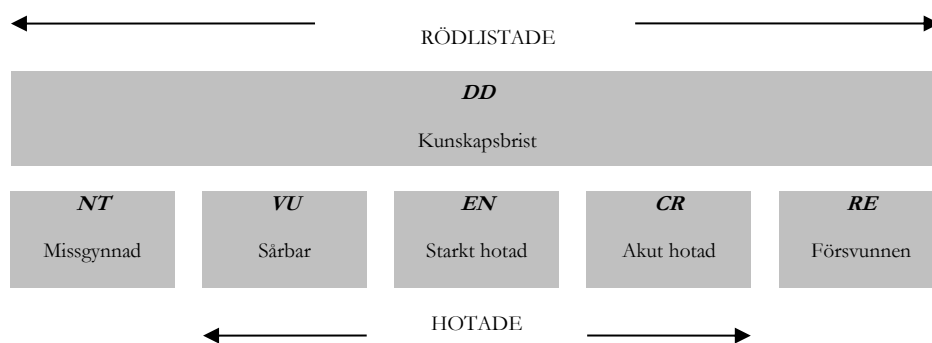 RÖDLISTADE
DD
Kunskapsbrist
NT VU EN CR RE
Missgynnad Sårbar Starkt hotad Akut hotad Försvunnen
HOTADE